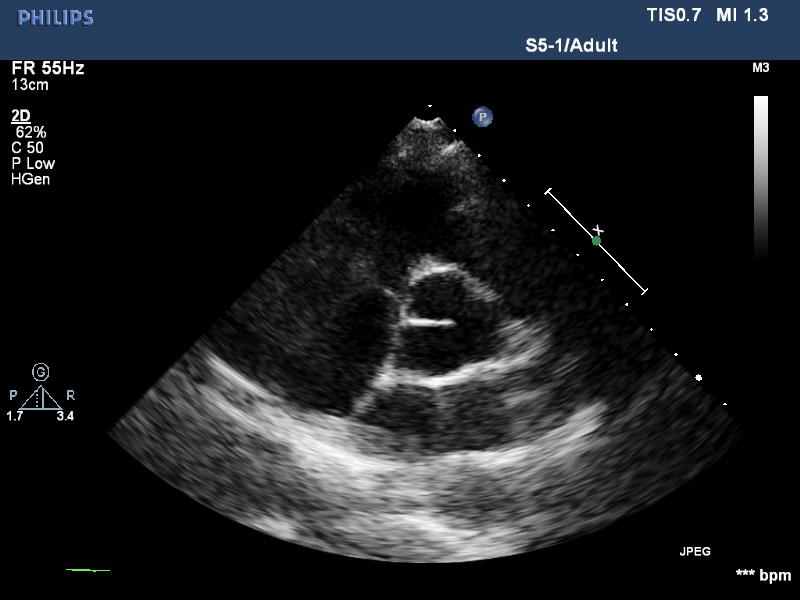 PHILIPS
TIS0.7 MI 1.3
S5-1/Adult
FR 55Hz
13cm
M3
2D
62%
C 50
P Low
HGen
P
G
P R
1.7 3.4
JPEG
*** bpm